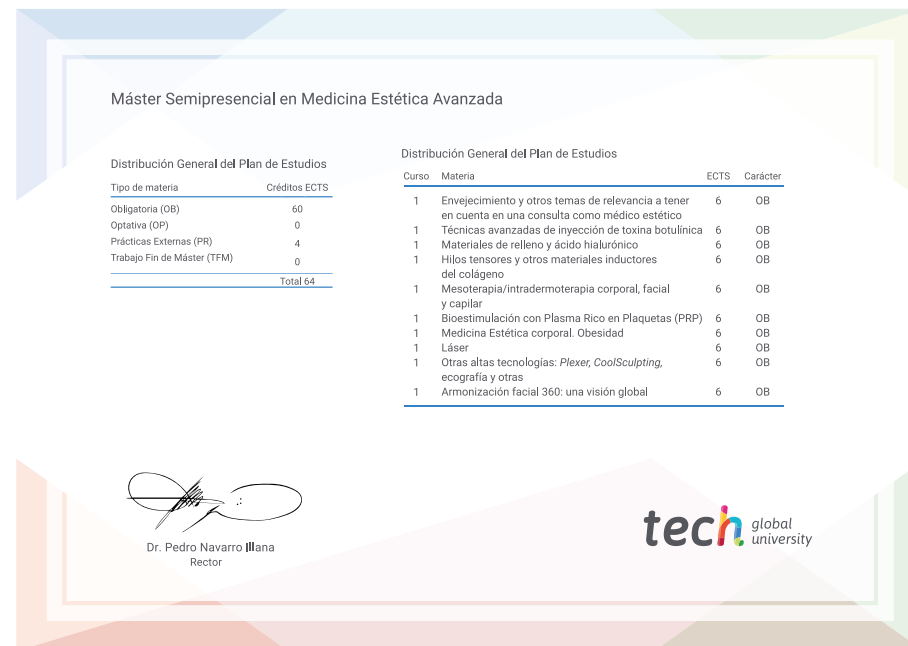 Máster Semipresencial en Medicina Estética Avanzada
Distribución General del Plan de Estudios
Tipo de materia Créditos ECTS
Obligatoria (OB) 60
Optativa (OP) 0
Prácticas Externas (PR) 4
Trabajo Fin de Máster (TFM) 0
Total 64
Distribución General del Plan de Estudios
Curso Materia ECTS Carácter
1 Envejecimiento y otros temas de relevancia a tener 6 OB
en cuenta en una consulta como médico estético
1 Técnicas avanzadas de inyección de toxina botulínica 6 OB
1 Materiales de relleno y ácido hialurónico 6 OB
1 Hilos tensores y otros materiales inductores 6 OB
del colágeno
1 Mesoterapia/intradermoterapia corporal, facial 6 OB
y capilar
1 Bioestimulación con Plasma Rico en Plaquetas (PRP) 6 OB
1 Medicina Estética corporal. Obesidad 6 OB
1 Láser 6 OB
1 Otras altas tecnologías: Plexer, CoolSculpting, 6 OB
ecografía y otras
1 Armonización facial 360: una visión global 6 OB
Dr. Pedro Navarro Illana
Rector
tech global
university